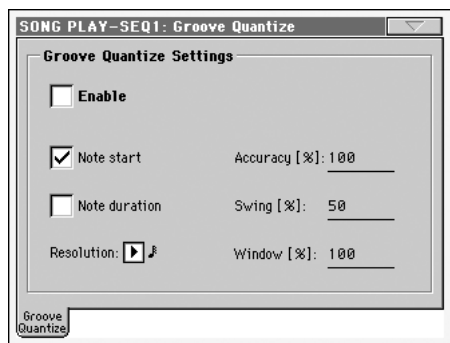 SONG PLAY-SEQ1: Groove Quantize
Groove Quantize Settings
Enable
Note start
Accuracy [%]: 100
Note duration
Swing [%]: 50
Resolution:
Window [%]: 100
Groove
Quantize